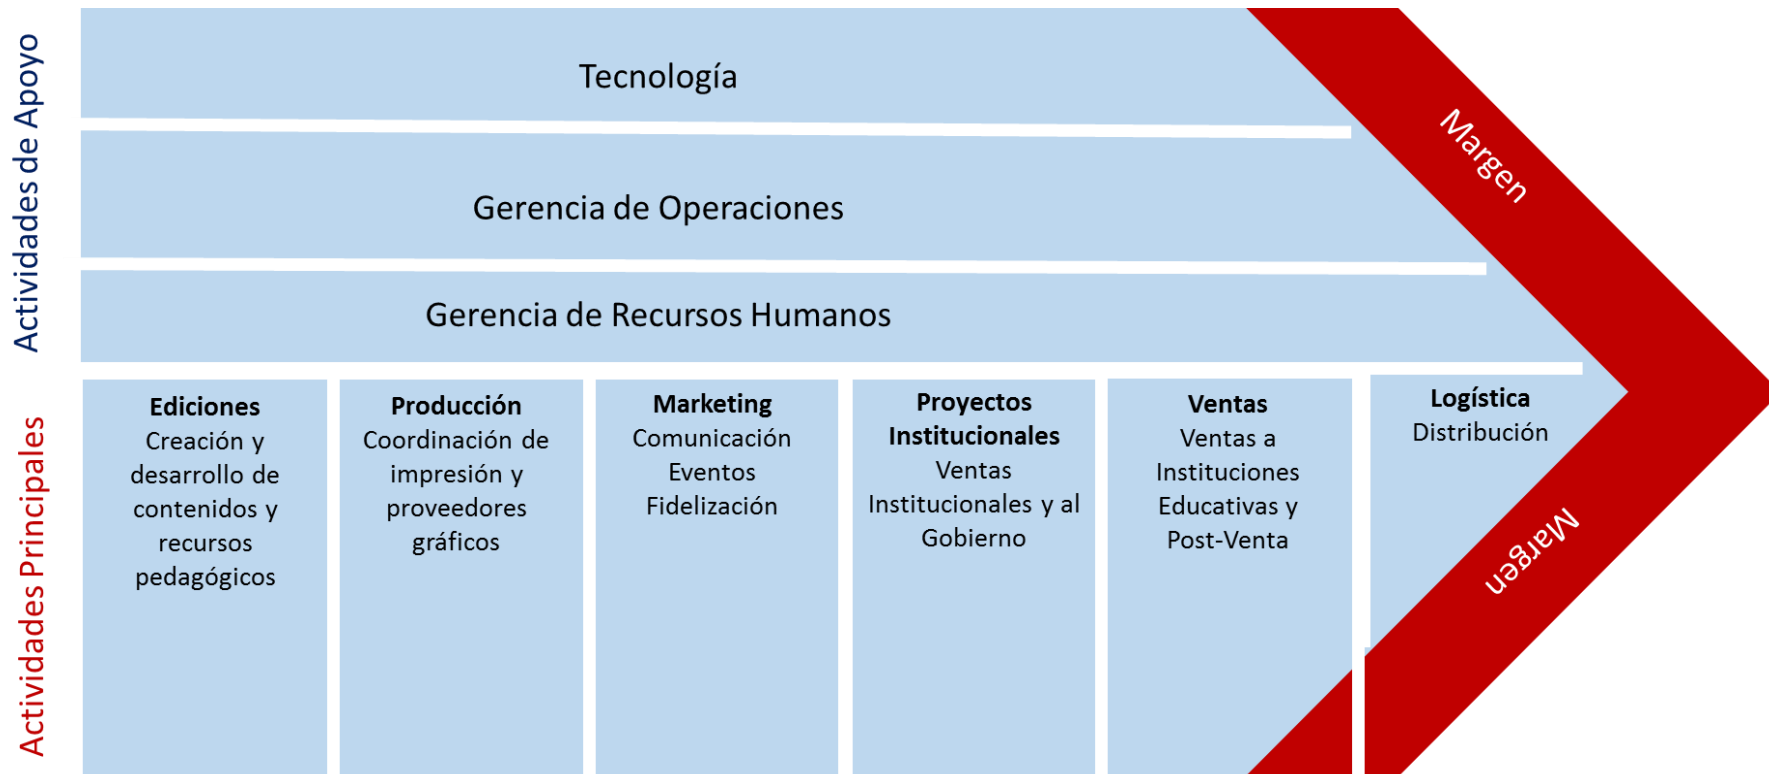 Actividades de Apoyo
Tecnología
Gerencia de Operaciones
Gerencia de Recursos Humanos
Margen
Actividades Principales
Ediciones
Creación y
desarrollo de
contenidos y
recursos
pedagógicos
Producción
Coordinación de
impresión y
proveedores
gráficos
Marketing
Comunicación
Eventos
Fidelización
Proyectos
Institucionales
Ventas
Institucionales y al
Gobierno
Ventas
Ventas a
Instituciones
Educativas y
Post-Venta
Logística
Distribución
Margen